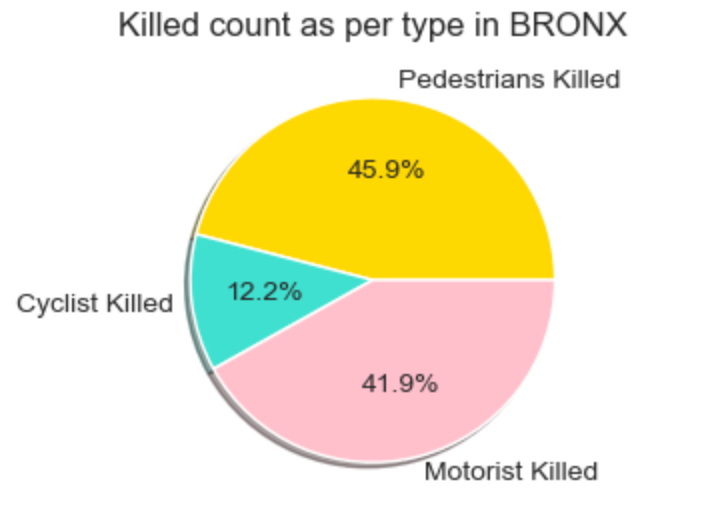 Killed count as per type in BRONX
Pedestrians Killed
45.9%
12.2%
Cyclist Killed
41.9%
Motorist Killed